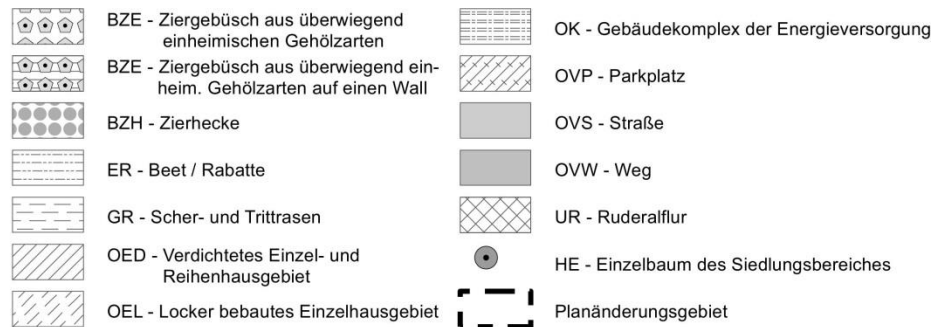 BZE - Ziergebüsch aus überwiegend
einheimischen Gehölzarten
BZE - Ziergebüsch aus überwiegend ein-
heim. Gehölzarten auf einen Wall
BZH - Zierhecke
ER - Beet / Rabatte
GR - Scher- und Trittrasen
OED - Verdichtetes Einzel- und
Reihenhausgebiet
OEL - Locker bebautes Einzelhausgebiet
OK - Gebäudekomplex der Energieversorgung
OVP - Parkplatz
OVS - Straße
OVW - Weg
UR - Ruderalflur
HE - Einzelbaum des Siedlungsbereiches
Planänderungsgebiet